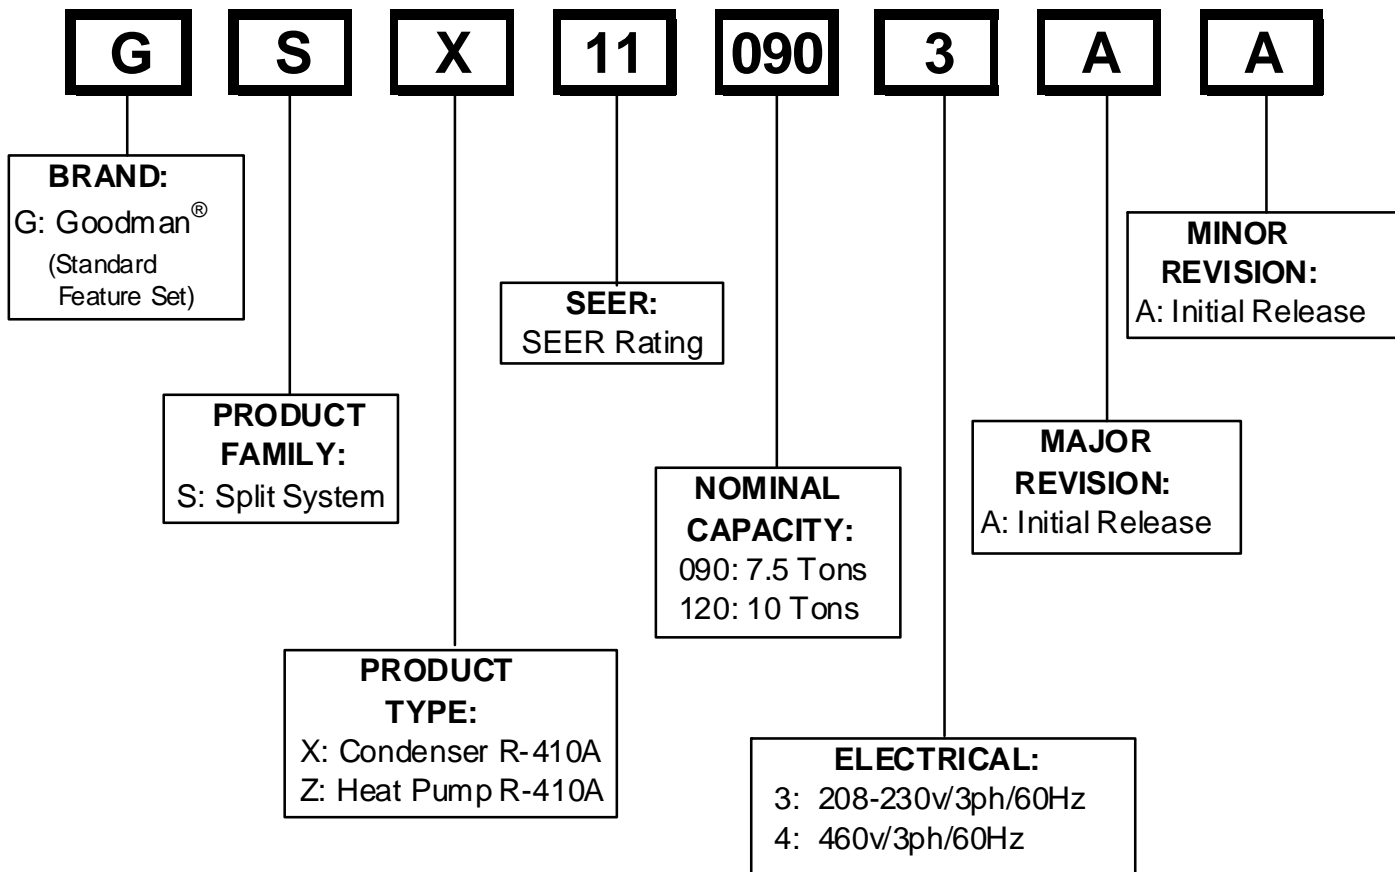 G S X 11 090 3 A A
BRAND:
G: Goodman®
(Standard
Feature Set)
MINOR
REVISION:
A: Initial Release
SEER:
SEER Rating
PRODUCT
FAMILY:
S: Split System
MAJOR
REVISION:
A: Initial Release
NOMINAL
CAPACITY:
090: 7.5 Tons
120: 10 Tons
PRODUCT
TYPE:
X: Condenser R-410A
Z: Heat Pump R-410A
ELECTRICAL:
3: 208-230v/3ph/60Hz
4: 460v/3ph/60Hz